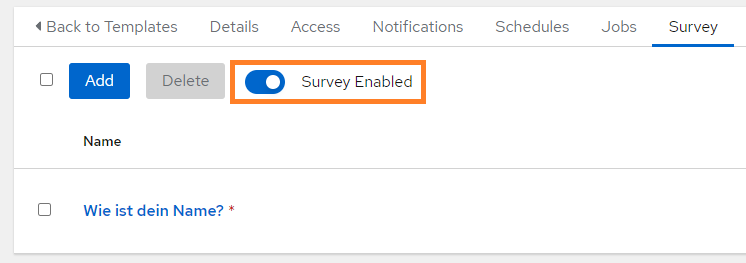 Back to Templates Details Access Notifications Schedules Jobs Survey
Add Delete Survey Enabled
Name
Wie ist dein Name? *